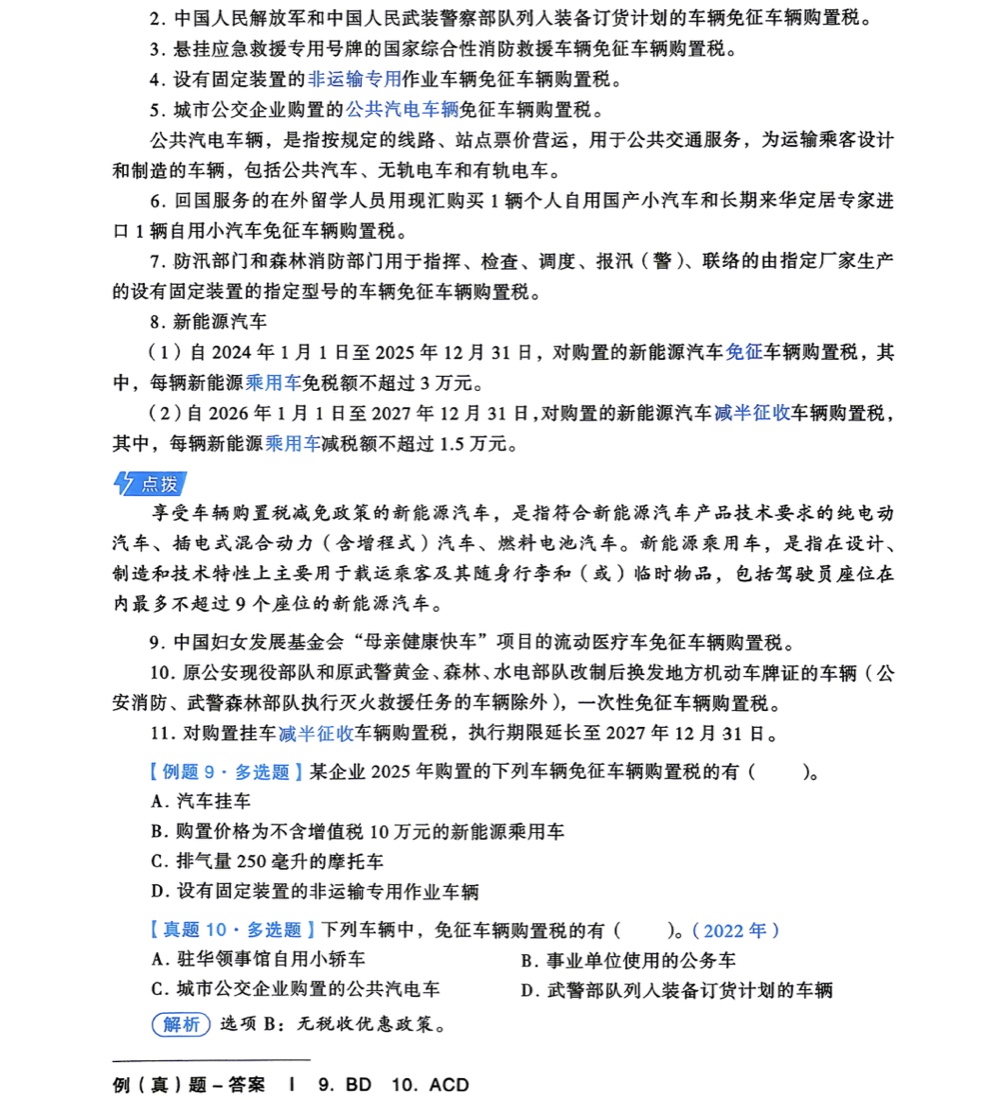 2. 中国人民解放军和中国人民武装警察部队列入装备订货计划的车辆免征车辆购置税。
3. 悬挂应急救援专用号牌的国家综合性消防救援车辆免征车辆购置税。
4. 设有固定装置的非运输专用作业车辆免征车辆购置税。
5. 城市公交企业购置的公共汽电车辆免征车辆购置税。
公共汽电车辆，是指按规定的线路、站点票价营运，用于公共交通服务，为运输乘客设计
和制造的车辆，包括公共汽车、无轨电车和有轨电车。
6. 回国服务的在外留学人员用现汇购买 1 辆个人自用国产小汽车和长期来华定居专家进
口 1 辆自用小汽车免征车辆购置税。
7. 防汛部门和森林消防部门用于指挥、检查、调度、报汛（警）、联络的由指定厂家生产
的设有固定装置的指定型号的车辆免征车辆购置税。
8. 新能源汽车
（1）自 2024 年 1 月 1 日至 2025 年 12 月 31 日，对购置的新能源汽车免征车辆购置税，其
中，每辆新能源乘用车免税额不超过 3 万元。
（2）自 2026 年 1 月 1 日至 2027 年 12 月 31 日，对购置的新能源汽车减半征收车辆购置税，
其中，每辆新能源乘用车减税额不超过 1.5 万元。
点拨
享受车辆购置税减免政策的新能源汽车，是指符合新能源汽车产品技术要求的纯电动
汽车、插电式混合动力（含增程式）汽车、燃料电池汽车。新能源乘用车，是指在设计、
制造和技术特性上主要用于载运乘客及其随身行李和（或）临时物品，包括驾驶员座位在
内最多不超过 9 个座位的新能源汽车。
9. 中国妇女发展基金会“母亲健康快车”项目的流动医疗车免征车辆购置税。
10. 原公安现役部队和原武警黄金、森林、水电部队改制后换发地方机动车牌证的车辆（公
安消防、武警森林部队执行灭火救援任务的车辆除外），一次性免征车辆购置税。
11. 对购置挂车减半征收车辆购置税，执行期限延长至 2027 年 12 月 31 日。
【例题 9·多选题】某企业 2025 年购置的下列车辆免征车辆购置税的有（　　）。
A. 汽车挂车
B. 购置价格为不含增值税 10 万元的新能源乘用车
C. 排气量 250 毫升的摩托车
D. 设有固定装置的非运输专用作业车辆
【真题 10·多选题】下列车辆中，免征车辆购置税的有（　　）。（2022 年）
A. 驻华领事馆自用小轿车　　B. 事业单位使用的公务车
C. 城市公交企业购置的公共汽电车　　D. 武警部队列入装备订货计划的车辆
解析 选项 B：无税收优惠政策。
例（真）题－答案 | 9. BD 10. ACD